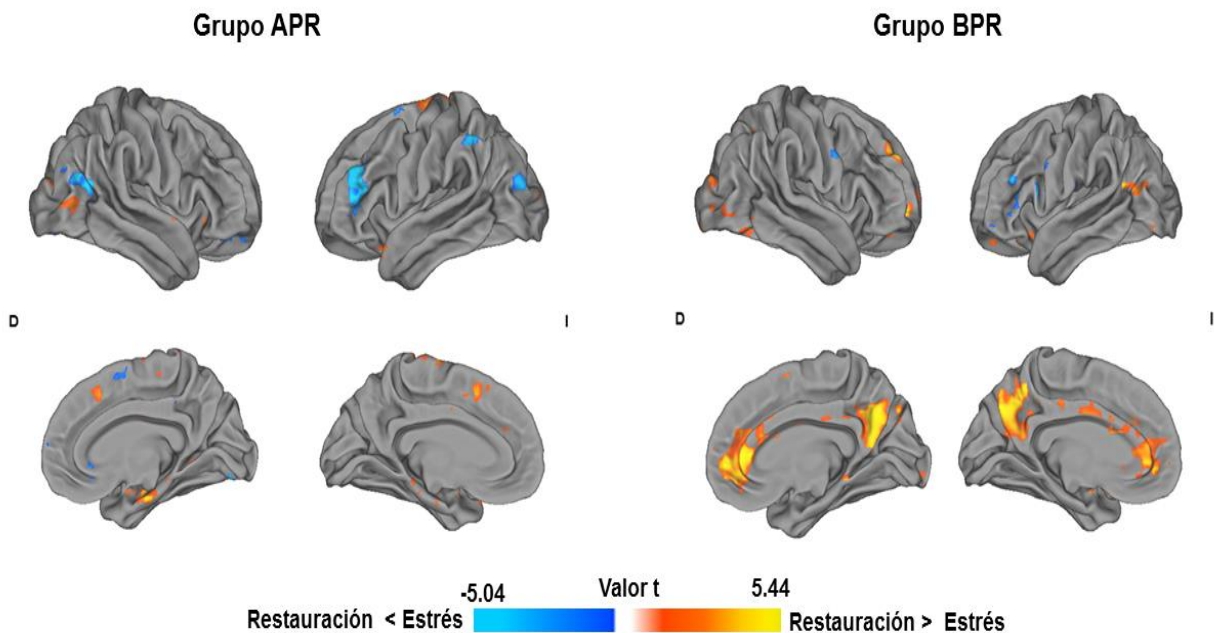 Grupo APR
Grupo BPR
D
I
D
I
-5.04
Valor t
5.44
Restauración < Estrés
Restauración > Estrés